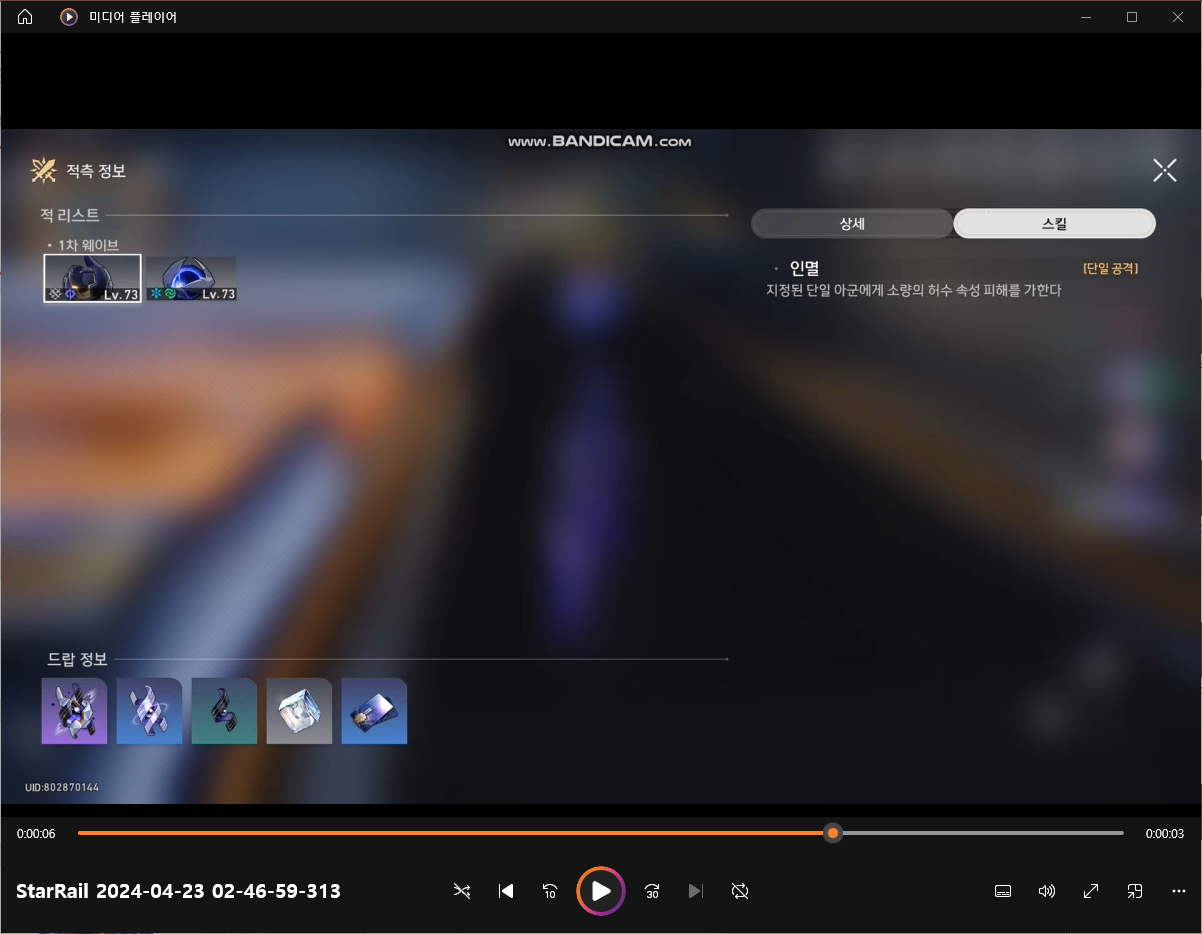 미디어 플레이어
www.BANDICAM.com
적측 정보
적 리스트
상세
스킬
• 1차 웨이브
Lv.73
Lv.73
· 인멸
[단일 공격]
지정된 단일 아군에게 소량의 허수 속성 피해를 가한다
드랍 정보
UID:802870144
0:00:06
0:00:03
StarRail 2024-04-23 02-46-59-313
10
30